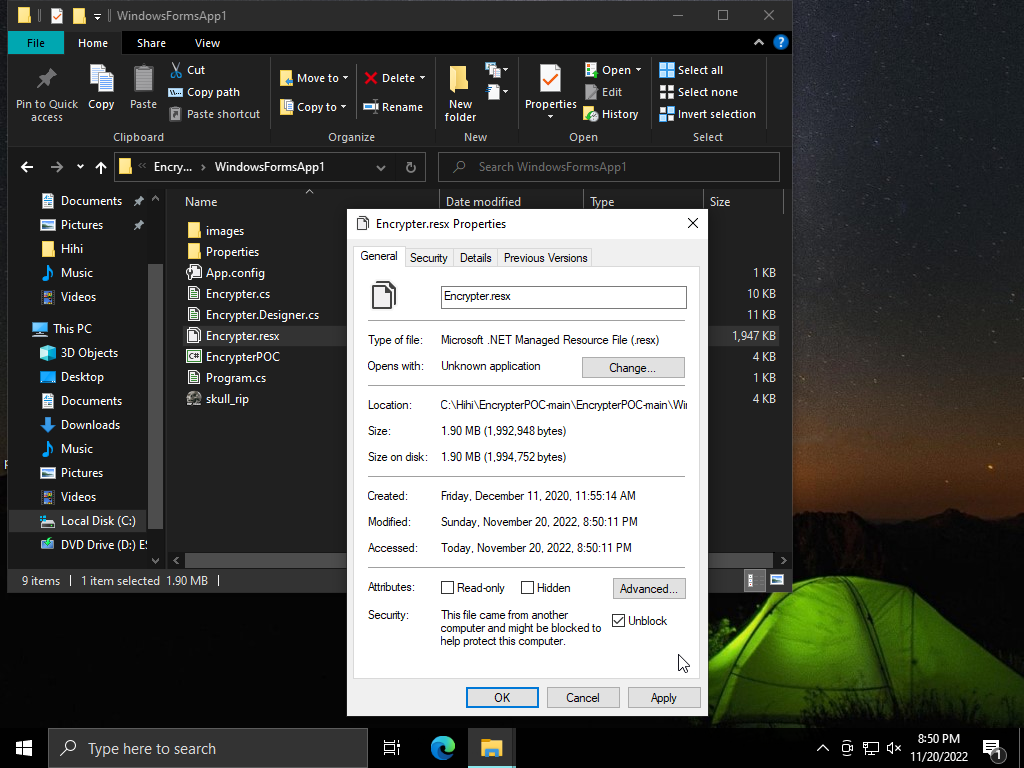 WindowsFormsApp1
File
Home
Share
View
Pin to Quick
access
Copy
Paste
Cut
Copy path
Paste shortcut
Clipboard
Move to
Copy to
Delete
Rename
Organize
New
folder
New
Properties
Open
Edit
History
Open
Select all
Select none
Invert selection
Select
Encry...
WindowsFormsApp1
Search WindowsFormsApp1
Documents
Pictures
Hihi
Music
Videos
This PC
3D Objects
Desktop
Documents
Downloads
Music
Pictures
Videos
Local Disk (C:)
DVD Drive (D:) ES
Name
Date modified
Type
Size
images
Properties
App.config
1 KB
Encrypter.cs
10 KB
Encrypter.Designer.cs
11 KB
Encrypter.resx
1,947 KB
C#
EncrypterPOC
4 KB
Program.cs
1 KB
skull_rip
4 KB
9 items
1 item selected 1.90 MB
Encrypter.resx Properties
General
Security
Details
Previous Versions
Encrypter.resx
Type of file:
Microsoft .NET Managed Resource File (.resx)
Opens with:
Unknown application
Change...
Location:
C:\Hihi\EncrypterPOC-main\EncrypterPOC-main\Wi
Size:
1.90 MB (1,992,948 bytes)
Size on disk:
1.90 MB (1,994,752 bytes)
Created:
Friday, December 11, 2020, 11:55:14 AM
Modified:
Sunday, November 20, 2022, 8:50:11 PM
Accessed:
Today, November 20, 2022, 8:50:11 PM
Attributes:
Read-only
Hidden
Advanced...
Security:
This file came from another
computer and might be blocked to
help protect this computer.
Unblock
OK
Cancel
Apply
Type here to search
8:50 PM
11/20/2022
1